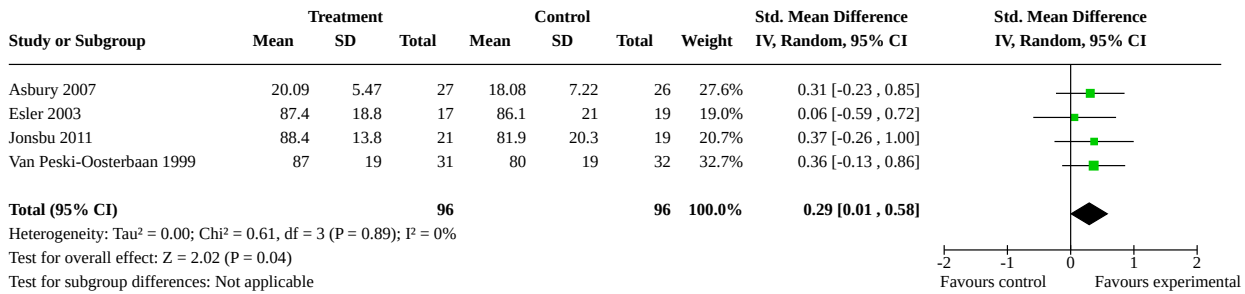 Treatment Control Std. Mean Difference Std. Mean Difference
Study or Subgroup Mean SD Total Mean SD Total Weight IV, Random, 95% CI IV, Random, 95% CI
Asbury 2007 20.09 5.47 27 18.08 7.22 26 27.6% 0.31 [-0.23 , 0.85]
Esler 2003 87.4 18.8 17 86.1 21 19 19.0% 0.06 [-0.59 , 0.72]
Jonsbu 2011 88.4 13.8 21 81.9 20.3 19 20.7% 0.37 [-0.26 , 1.00]
Van Peski-Oosterbaan 1999 87 19 31 80 19 32 32.7% 0.36 [-0.13 , 0.86]
Total (95% CI) 96 96 100.0% 0.29 [0.01 , 0.58]
Heterogeneity: Tau² = 0.00; Chi² = 0.61, df = 3 (P = 0.89); I² = 0%
Test for overall effect: Z = 2.02 (P = 0.04) -2 -1 0 1 2
Test for subgroup differences: Not applicable Favours control Favours experimental